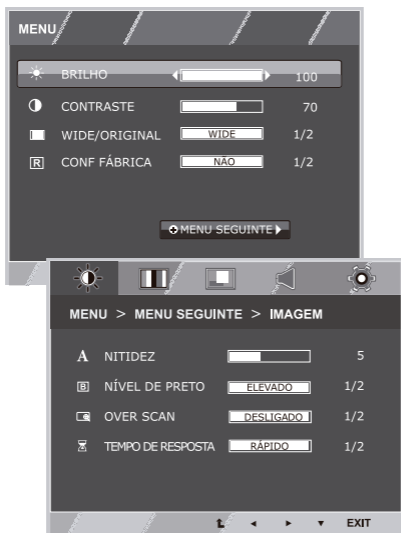 MENU
BRILHO 100
CONTRASTE 70
WIDE/ORIGINAL WIDE 1/2
R CONF FÁBRICA NÃO 1/2
MENU SEGUINTE
MENU > MENU SEGUINTE > IMAGEM
A NITIDEZ 5
B NÍVEL DE PRETO ELEVADO 1/2
OVER SCAN DESLIGADO 1/2
TEMPO DE RESPOSTA RÁPIDO 1/2
EXIT